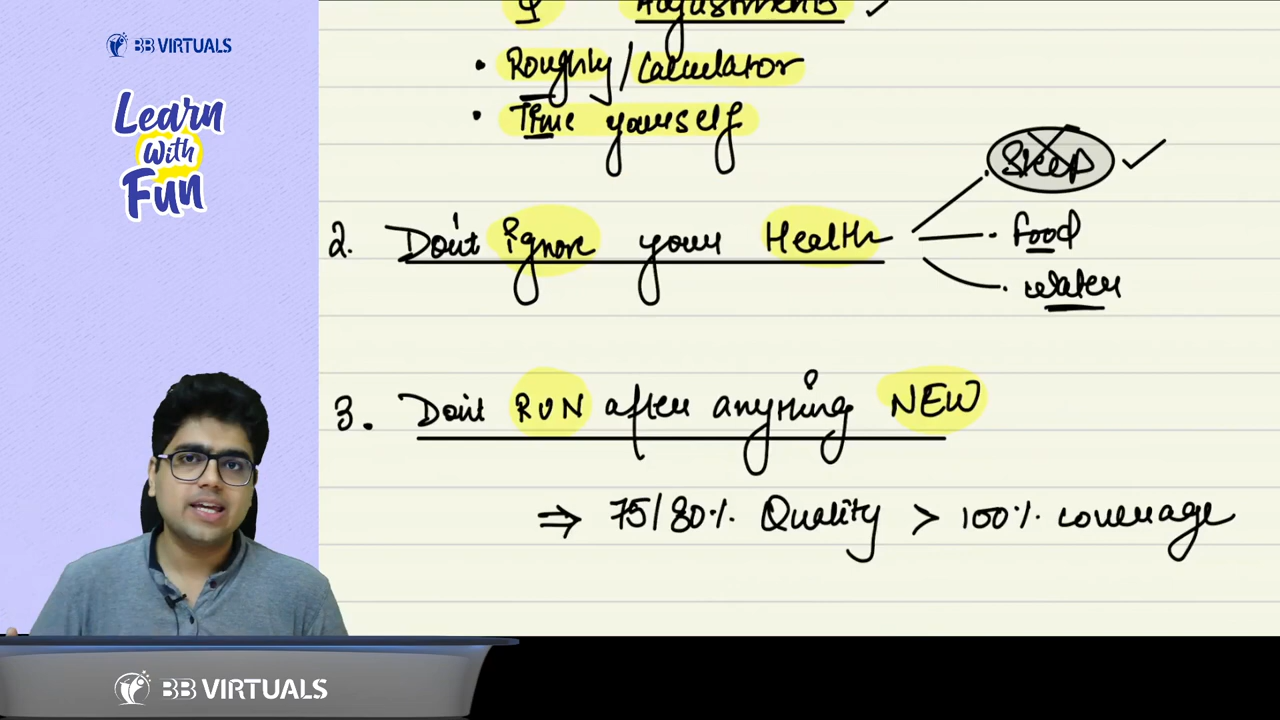 BB VIRTUALS
Learn
With
Fun
Adjustments
• Roughly/Calculator
• Time yourself
2. Don't ignore your Health
• Sleep
• food
• water
3. Don't RUN after anything NEW
⇒ 75/80% Quality > 100% coverage
BB VIRTUALS